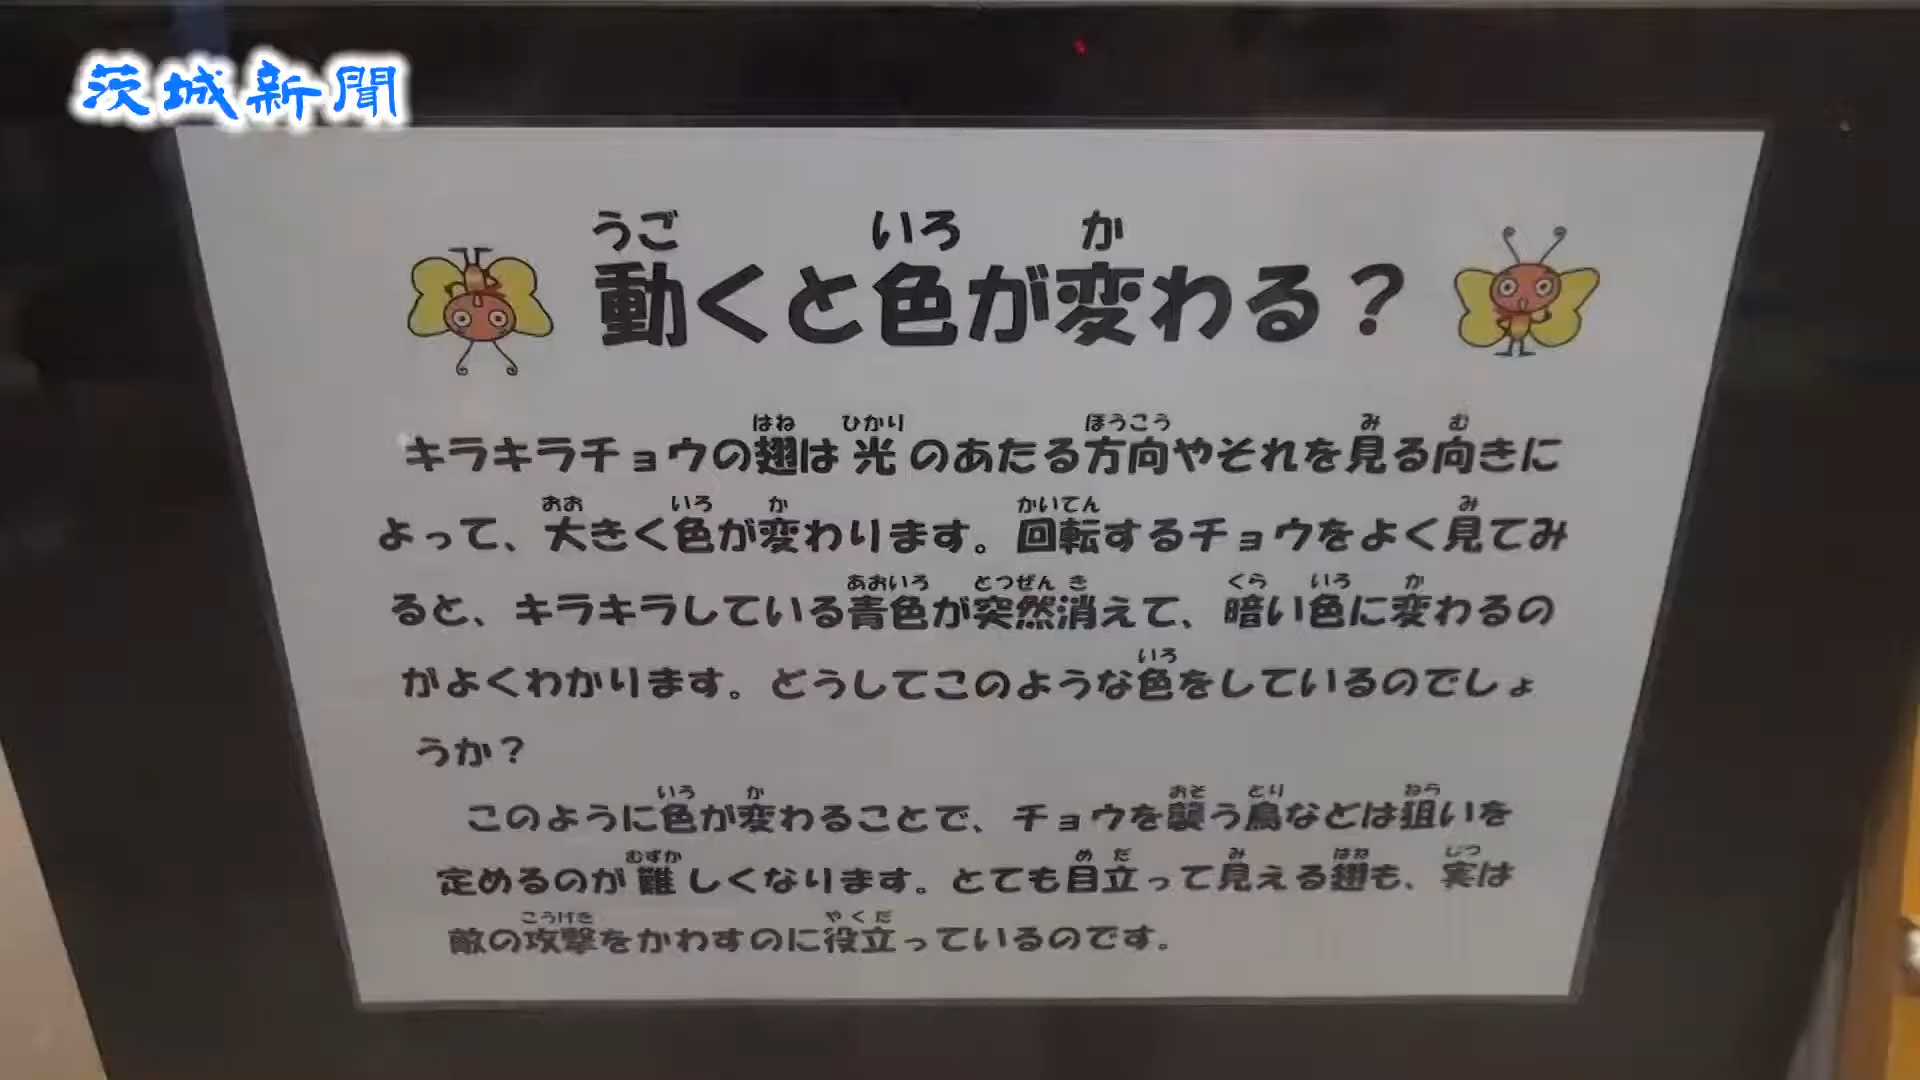 茨城新聞
うご いろ か
動くと色が変わる？
はね ひかり ほうこう み む
キラキラチョウの翅は光のあたる方向やそれを見る向きに
おお いろ か かいてん み
よって、大きく色が変わります。回転するチョウをよく見てみ
あおいろ とつぜん き くら いろ か
ると、キラキラしている青色が突然消えて、暗い色に変わるの
いろ
がよくわかります。どうしてこのような色をしているのでしょ
うか？
いろ か おそ とり ねら
このように色が変わることで、チョウを襲う鳥などは狙いを
むずか め だ み はね じつ
定めるのが難しくなります。とても目立って見える翅も、実は
こうげき やくだ
敵の攻撃をかわすのに役立っているのです。